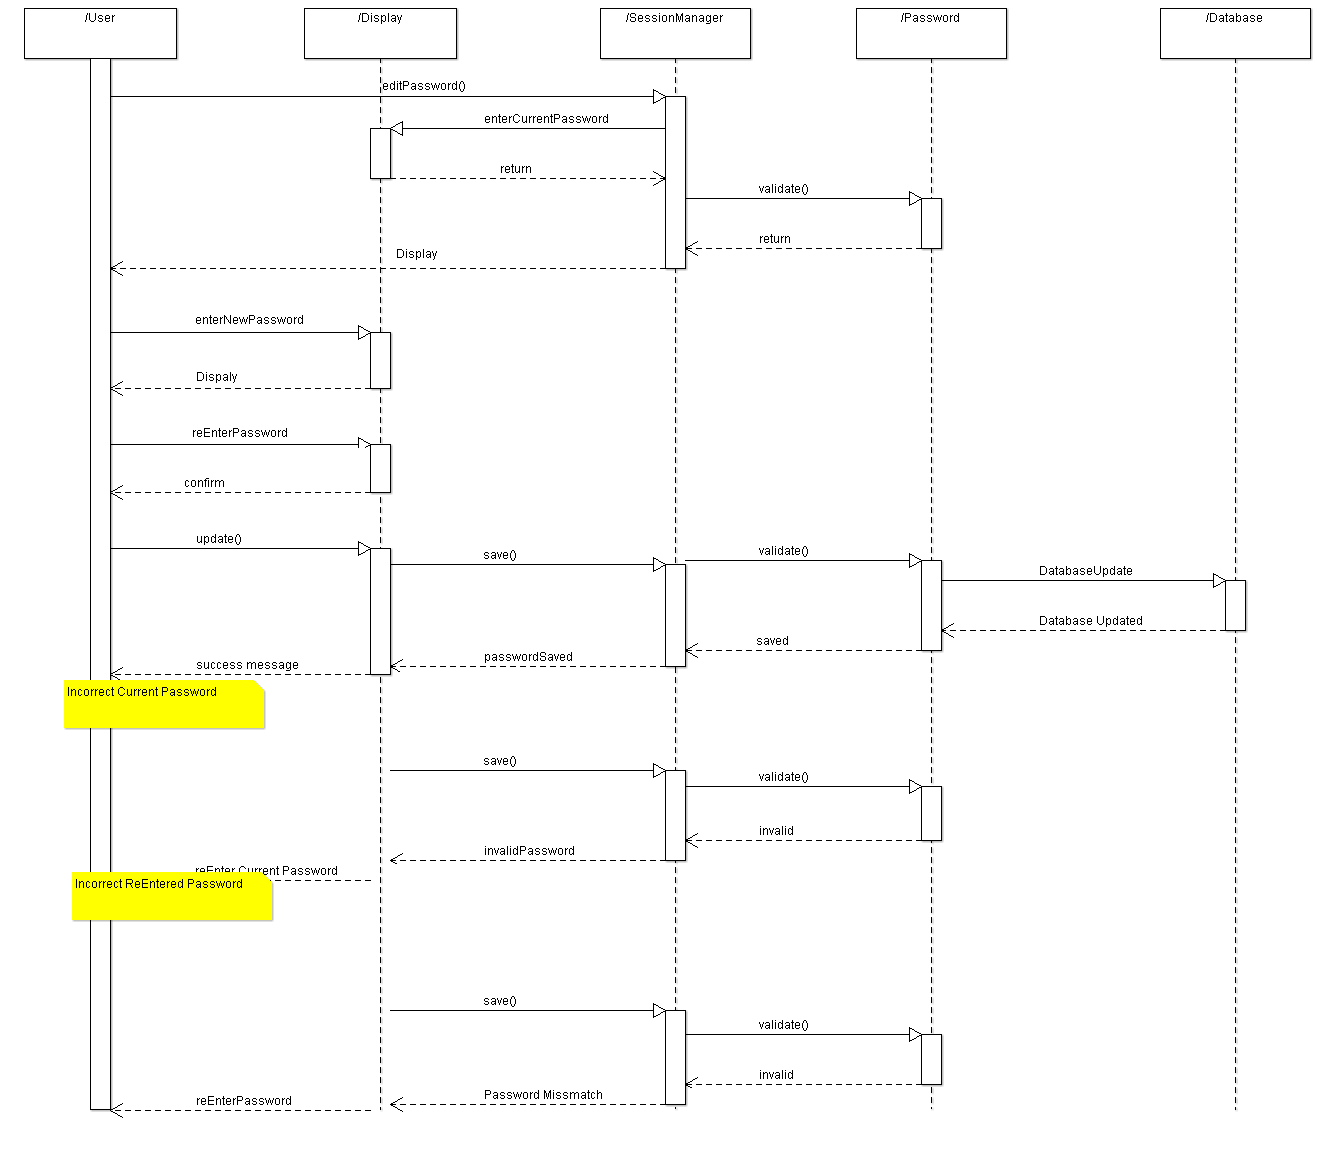 /User
/Display
/SessionManager
/Password
/Database
editPassword()
enterCurrentPassword
return
validate()
return
Display
enterNewPassword
Dispaly
reEnterPassword
confirm
update()
save()
validate()
DatabaseUpdate
Database Updated
saved
passwordSaved
success message
Incorrect Current Password
save()
validate()
invalid
invalidPassword
reEnter Current Password
Incorrect ReEntered Password
save()
validate()
invalid
Password Missmatch
reEnterPassword